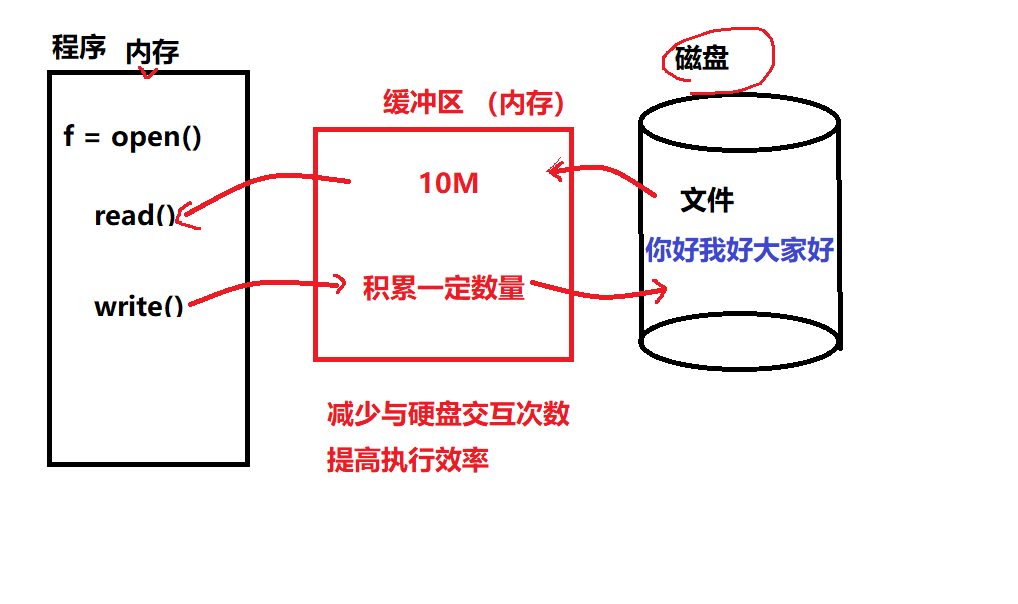 程序 内存
f = open()
read()
write()
缓冲区 （内存）
10M
积累一定数量
减少与硬盘交互次数
提高执行效率
磁盘
文件
你好我好大家好